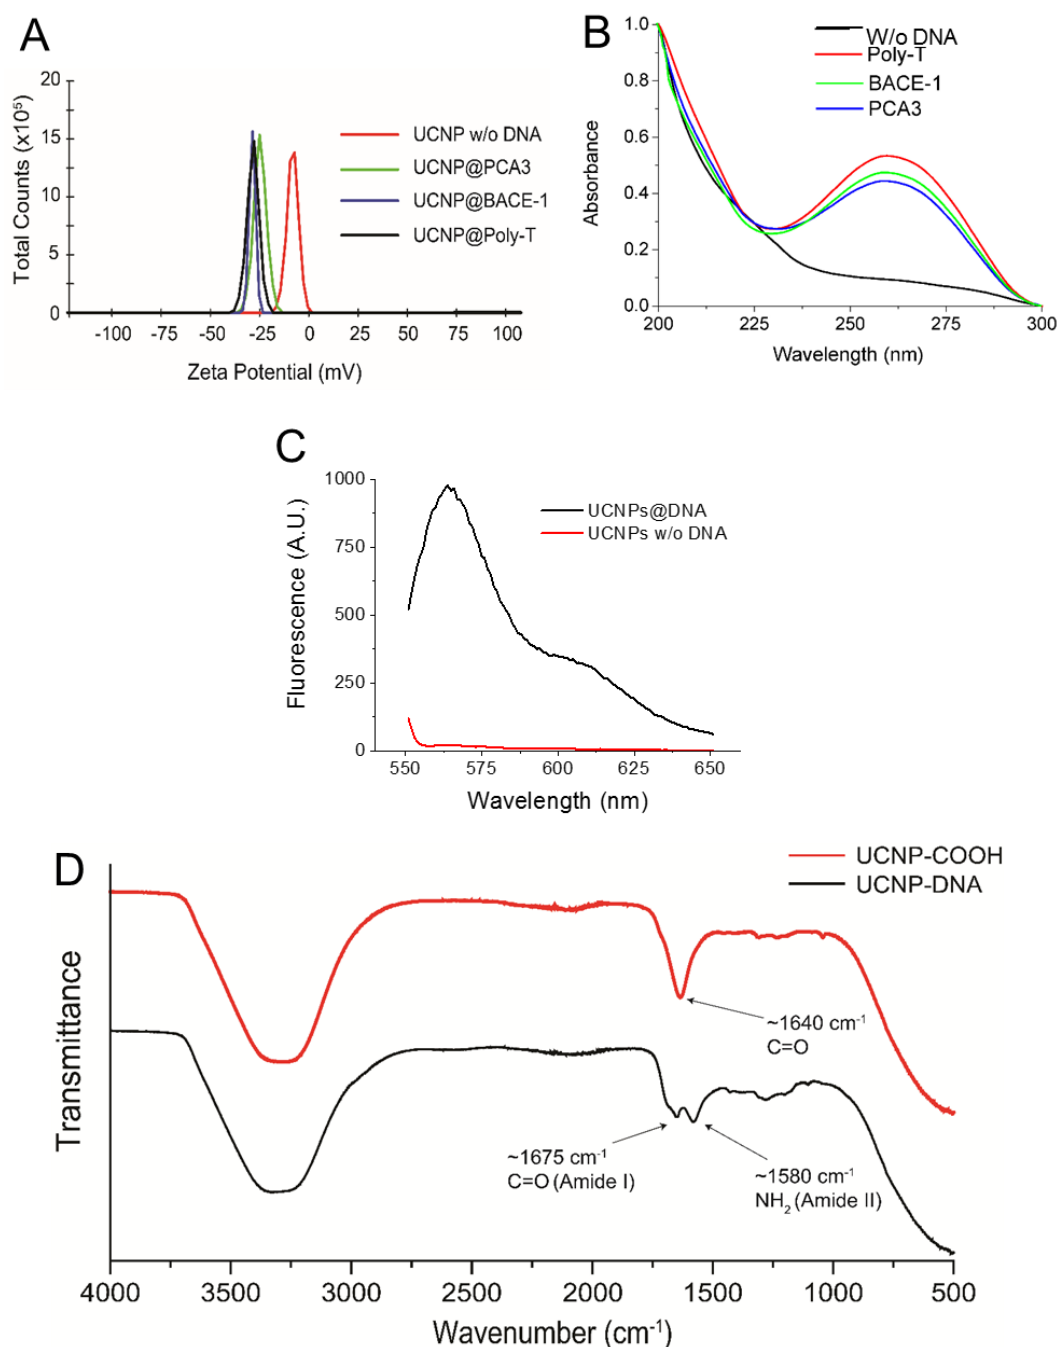 A
Total Counts (x10⁵)
20
15
10
5
0
-100 -75 -50 -25 0 25 50 75 100
Zeta Potential (mV)
UCNP w/o DNA
UCNP@PCA3
UCNP@BACE-1
UCNP@Poly-T
B
Absorbance
1.0
0.8
0.6
0.4
0.2
0.0
200 225 250 275 300
Wavelength (nm)
W/o DNA
Poly-T
BACE-1
PCA3
C
Fluorescence (A.U.)
1000
750
500
250
0
550 575 600 625 650
Wavelength (nm)
UCNPs@DNA
UCNPs w/o DNA
D
UCNP-COOH
UCNP-DNA
Transmittance
~1640 cm⁻¹
C=O
~1675 cm⁻¹
C=O (Amide I)
~1580 cm⁻¹
NH₂ (Amide II)
4000 3500 3000 2500 2000 1500 1000 500
Wavenumber (cm⁻¹)